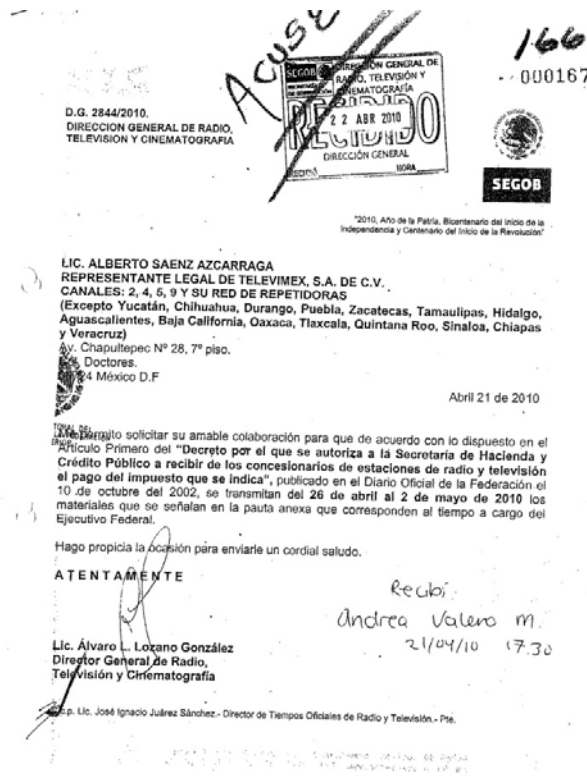 ACUSE
166
000167
SEGOB
DIRECCIÓN GENERAL DE
RADIO, TELEVISIÓN Y
CINEMATOGRAFÍA
RECIBIDO
22 ABR 2010
DIRECCIÓN GENERAL
HORA
D.G. 2844/2010.
DIRECCION GENERAL DE RADIO,
TELEVISION Y CINEMATOGRAFIA
SEGOB
"2010, Año de la Patria. Bicentenario del Inicio de la
Independencia y Centenario del Inicio de la Revolución"
LIC. ALBERTO SAENZ AZCARRAGA
REPRESENTANTE LEGAL DE TELEVIMEX, S.A. DE C.V.
CANALES: 2, 4, 5, 9 Y SU RED DE REPETIDORAS
(Excepto Yucatán, Chihuahua, Durango, Puebla, Zacatecas, Tamaulipas, Hidalgo,
Aguascalientes, Baja California, Oaxaca, Tlaxcala, Quintana Roo, Sinaloa, Chiapas
y Veracruz)
Av. Chapultepec Nº 28, 7º piso.
Doctores.
México D.F
Abril 21 de 2010
permito solicitar su amable colaboración para que de acuerdo con lo dispuesto en el
Artículo Primero del "Decreto por el que se autoriza a la Secretaría de Hacienda y
Crédito Público a recibir de los concesionarios de estaciones de radio y televisión
el pago del impuesto que se indica", publicado en el Diario Oficial de la Federación el
10 de octubre del 2002, se transmitan del 26 de abril al 2 de mayo de 2010 los
materiales que se señalan en la pauta anexa que corresponden al tiempo a cargo del
Ejecutivo Federal.
Hago propicia la ocasión para enviarle un cordial saludo.
ATENTAMENTE
Recibí:
Andrea Valero M.
21/04/10 17:30
Lic. Álvaro L. Lozano González
Director General de Radio,
Televisión y Cinematografía
c.p. Lic. José Ignacio Juárez Sánchez.- Director de Tiempos Oficiales de Radio y Televisión.- Pte.